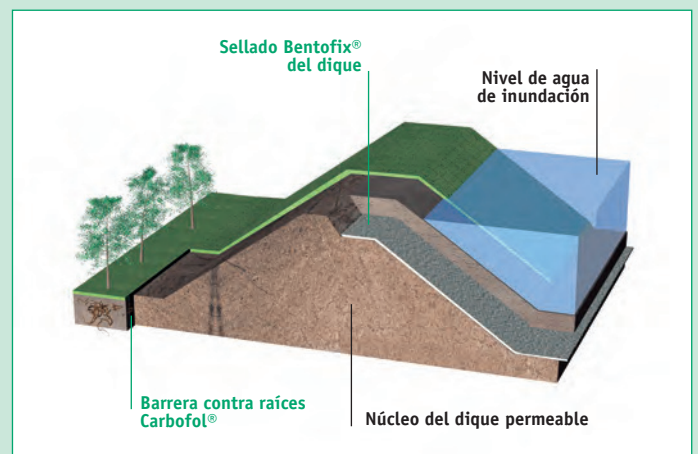 Sellado Bentofix®
del dique
Nivel de agua
de inundación
Barrera contra raíces
Carbofol®
Núcleo del dique permeable